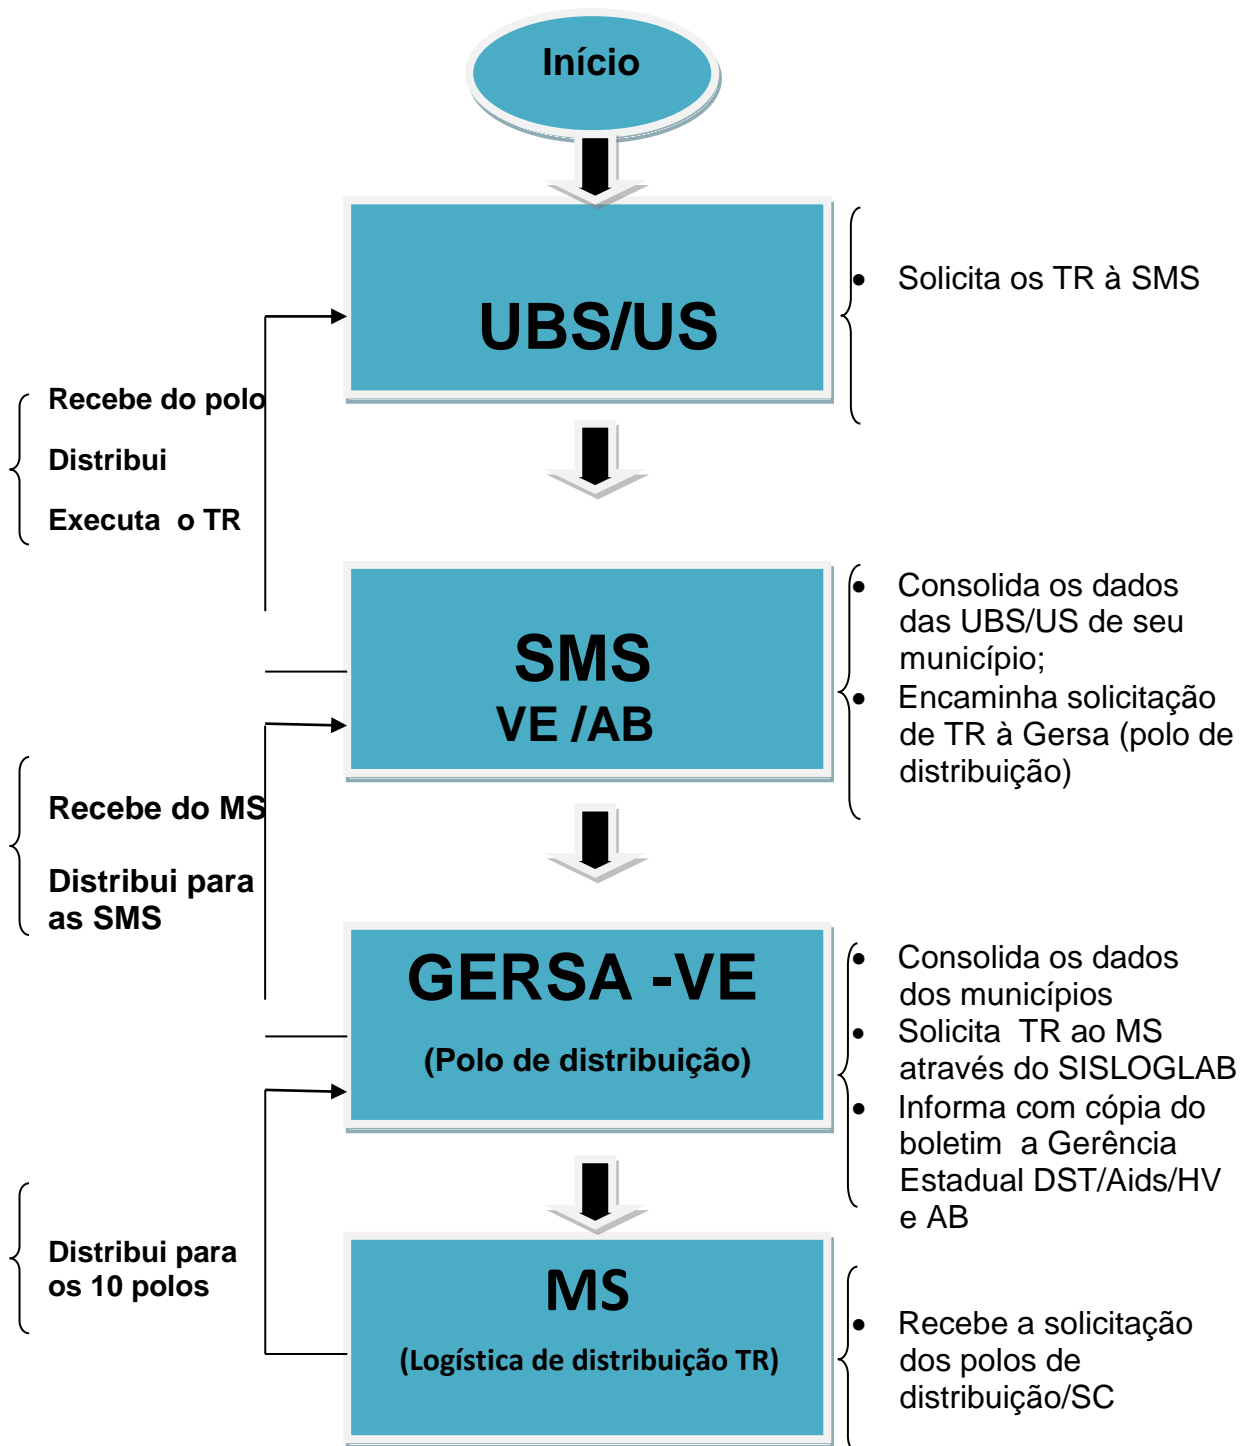 Início
UBS/US
Solicita os TR à SMS
Recebe do polo
Distribui
Executa o TR
SMS
VE /AB
Consolida os dados
das UBS/US de seu
município;
Encaminha solicitação
de TR à Gersa (polo de
distribuição)
Recebe do MS
Distribui para
as SMS
GERSA -VE
(Polo de distribuição)
Consolida os dados
dos municípios
Solicita TR ao MS
através do SISLOGLAB
Informa com cópia do
boletim a Gerência
Estadual DST/Aids/HV
e AB
Distribui para
os 10 polos
MS
(Logística de distribuição TR)
Recebe a solicitação
dos polos de
distribuição/SC